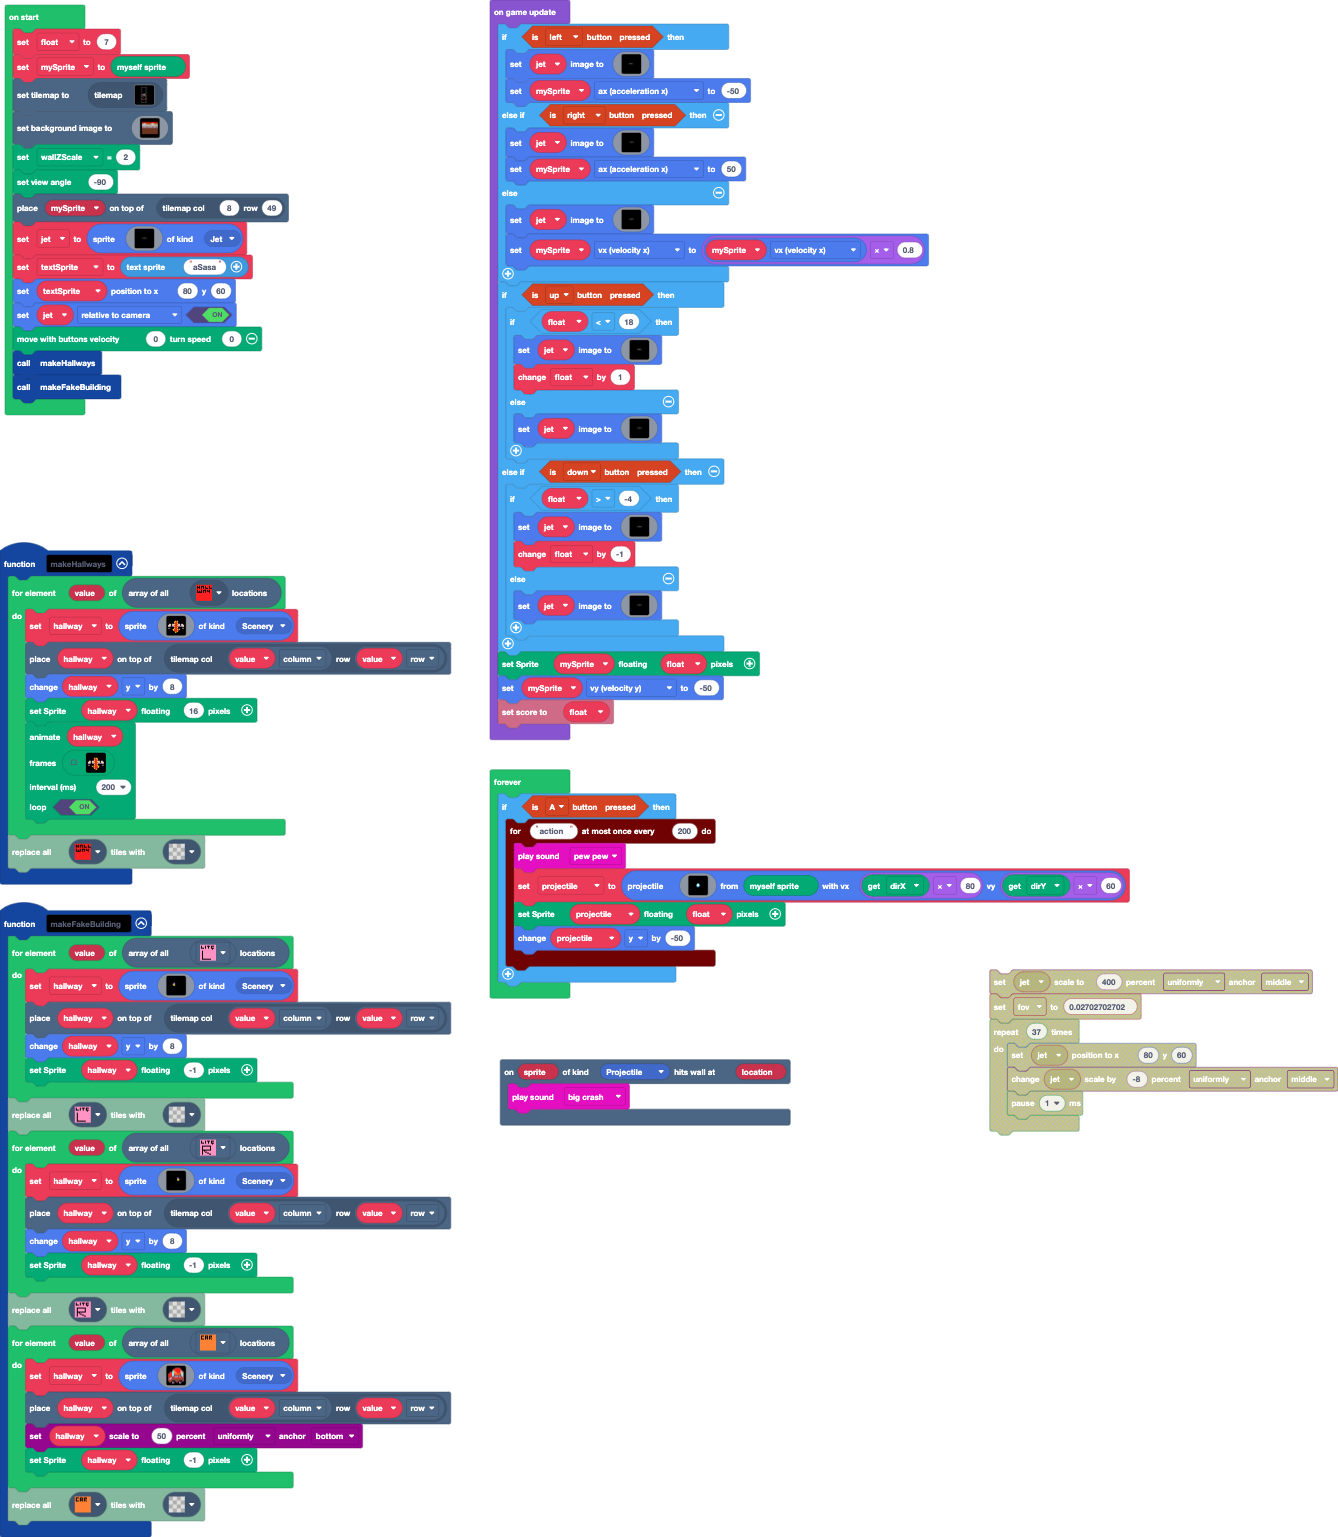 on start
set float to 7
set mySprite to myself sprite
set tilemap to tilemap
set background image to
set wallZScale = 2
set view angle -90
place mySprite on top of tilemap col 8 row 49
set jet to sprite of kind Jet
set textSprite to text sprite "aSasa"
set textSprite position to x 80 y 60
set jet relative to camera ON
move with buttons velocity 0 turn speed 0
call makeHallways
call makeFakeBuilding
function makeHallways
for element value of array of all HALL WAY locations
do
set hallway to sprite of kind Scenery
place hallway on top of tilemap col value column row value row
change hallway y by 8
set Sprite hallway floating 16 pixels
animate hallway
frames
interval (ms) 200
loop ON
replace all HALL WAY tiles with
function makeFakeBuilding
for element value of array of all LITE L locations
do
set hallway to sprite of kind Scenery
place hallway on top of tilemap col value column row value row
change hallway y by 8
set Sprite hallway floating -1 pixels
replace all LITE L tiles with
for element value of array of all LITE R locations
do
set hallway to sprite of kind Scenery
place hallway on top of tilemap col value column row value row
change hallway y by 8
set Sprite hallway floating -1 pixels
replace all LITE R tiles with
for element value of array of all CAR locations
do
set hallway to sprite of kind Scenery
place hallway on top of tilemap col value column row value row
set hallway scale to 50 percent uniformly anchor bottom
set Sprite hallway floating -1 pixels
replace all CAR tiles with
on game update
if is left button pressed then
set jet image to
set mySprite ax (acceleration x) to -50
else if is right button pressed then
set jet image to
set mySprite ax (acceleration x) to 50
else
set jet image to
set mySprite vx (velocity x) to mySprite vx (velocity x) × 0.8
if is up button pressed then
if float < 18 then
set jet image to
change float by 1
else
set jet image to
else if is down button pressed then
if float > -4 then
set jet image to
change float by -1
else
set jet image to
set Sprite mySprite floating float pixels
set mySprite vy (velocity y) to -50
set score to float
forever
if is A button pressed then
for "action" at most once every 200 do
play sound pew pew
set projectile to projectile from myself sprite with vx get dirX × 80 vy get dirY × 60
set Sprite projectile floating float pixels
change projectile y by -50
on sprite of kind Projectile hits wall at location
play sound big crash
set jet scale to 400 percent uniformly anchor middle
set fov to 0.02702702702
repeat 37 times
do
set jet position to x 80 y 60
change jet scale by -8 percent uniformly anchor middle
pause 1 ms